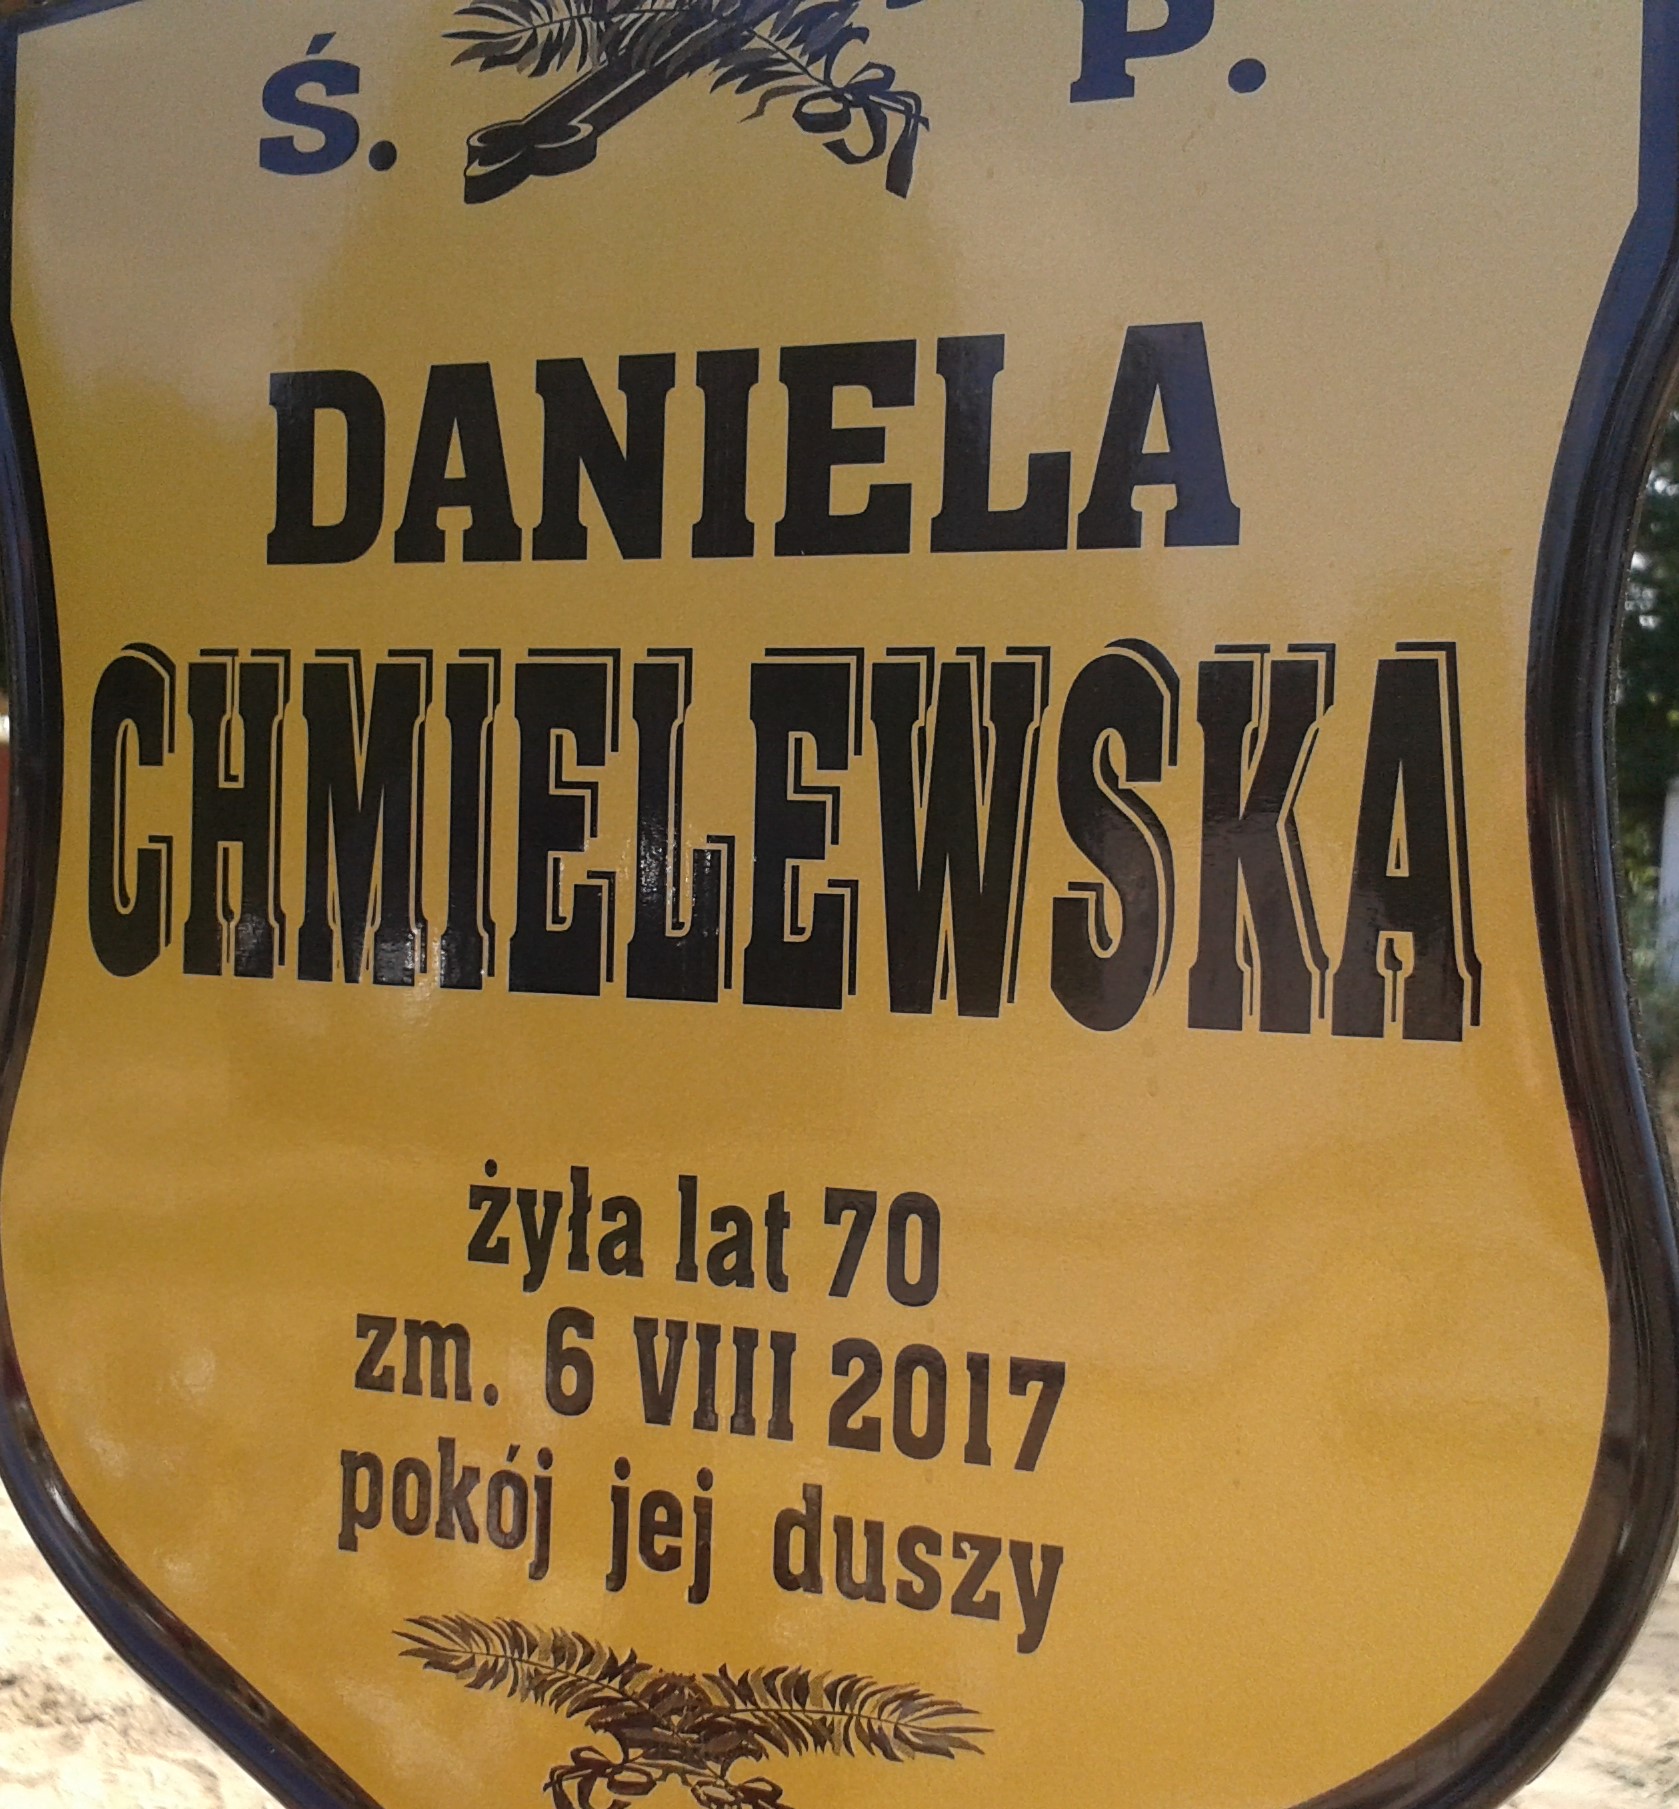 Ś. P.
DANIELA
CHMIELEWSKA
żyła lat 70
zm. 6 VIII 2017
pokój jej duszy